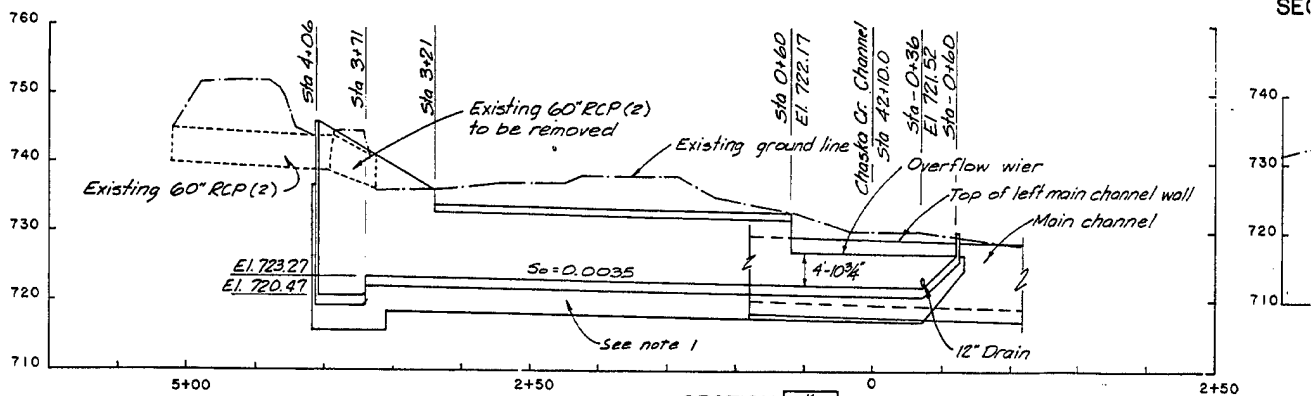 SEC
760
750
740
730
720
710
Sta 4+06
Sta 3+71
Sta 3+21
Sta 0+60
El. 722.17
Chaska Cr. Channel
Sta 42+10.0
Sta -0+36
El. 721.52
Sta -0+60
Existing 60" RCP (2)
to be removed
Existing ground line
Overflow wier
Top of left main channel wall
Main channel
Existing 60" RCP (2)
El. 723.27
El. 720.47
So = 0.0035
4'-10 3/4"
See note 1
12" Drain
740
730
720
710
5+00
2+50
0
2+50